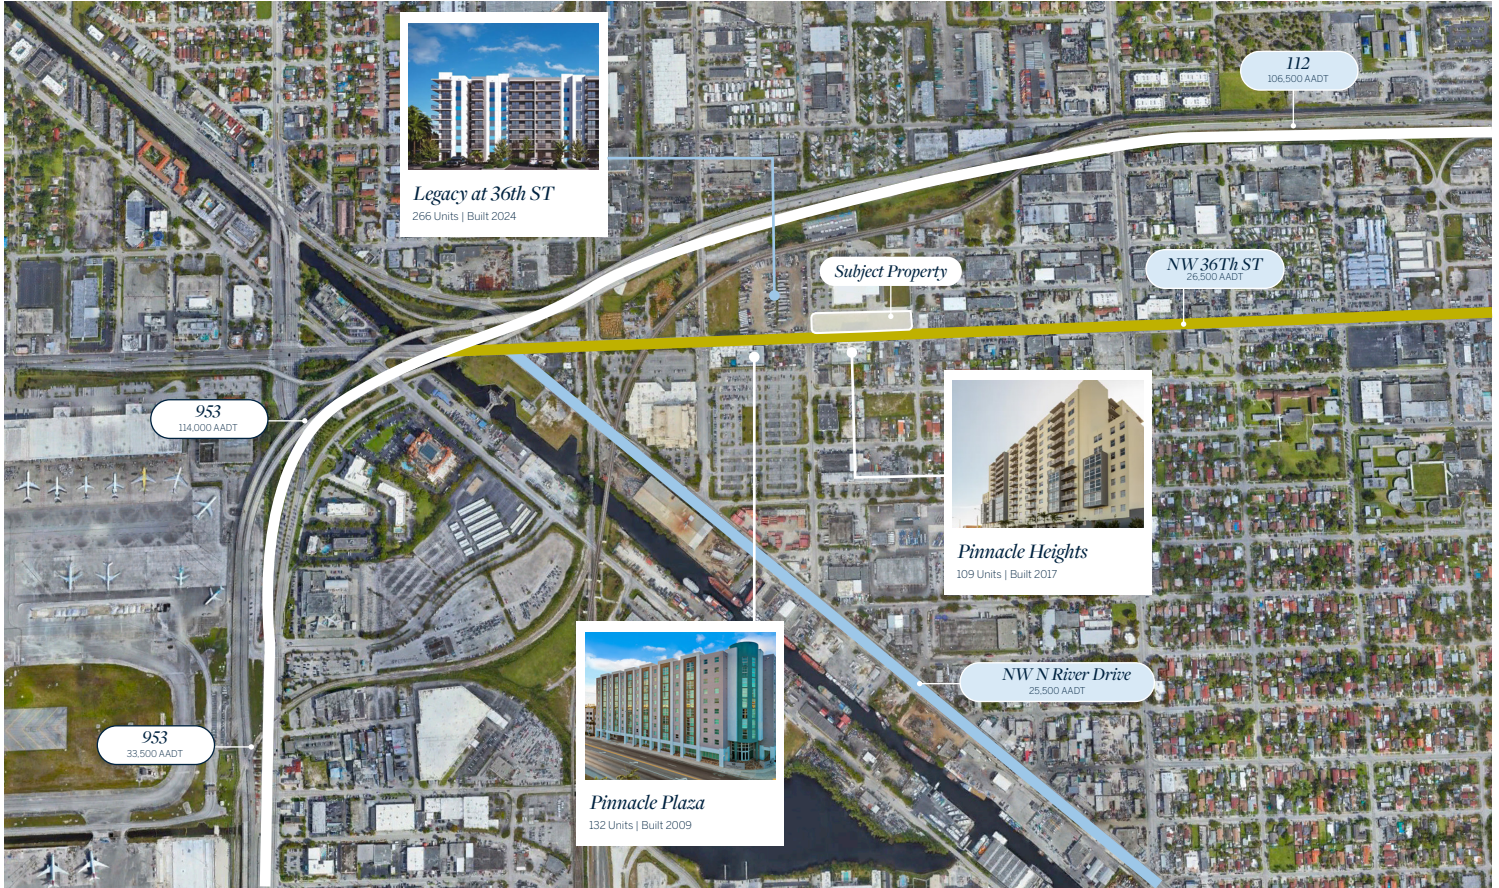 Legacy at 36th ST
266 Units | Built 2024
112
106,500 AADT
Subject Property
NW 36Th ST
26,500 AADT
953
114,000 AADT
Pinnacle Heights
109 Units | Built 2017
NW N River Drive
25,500 AADT
953
33,500 AADT
Pinnacle Plaza
132 Units | Built 2009